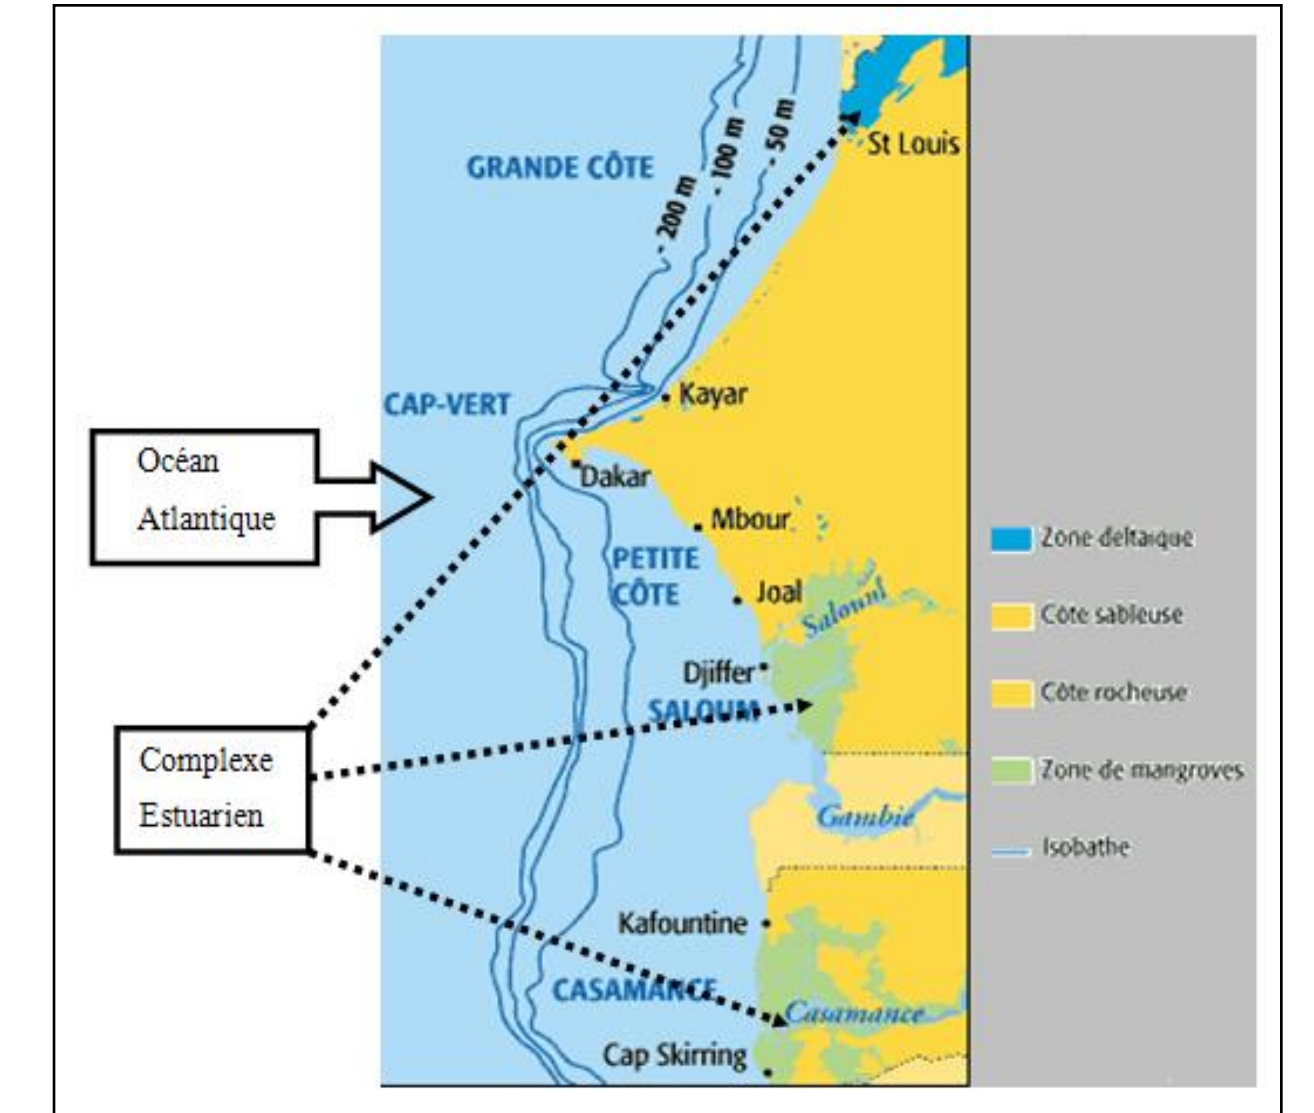 - 200 m
- 100 m
- 50 m
St Louis
GRANDE CÔTE
Kayar
CAP-VERT
Océan
Atlantique
Dakar
Mbour
PETITE
CÔTE
Joal
Saloum
Djiffer
SALOUM
Complexe
Estuarien
Gambie
Kafountine
CASAMANCE
Casamance
Cap Skirring
Zone deltaïque
Côte sableuse
Côte rocheuse
Zone de mangroves
Isobathe